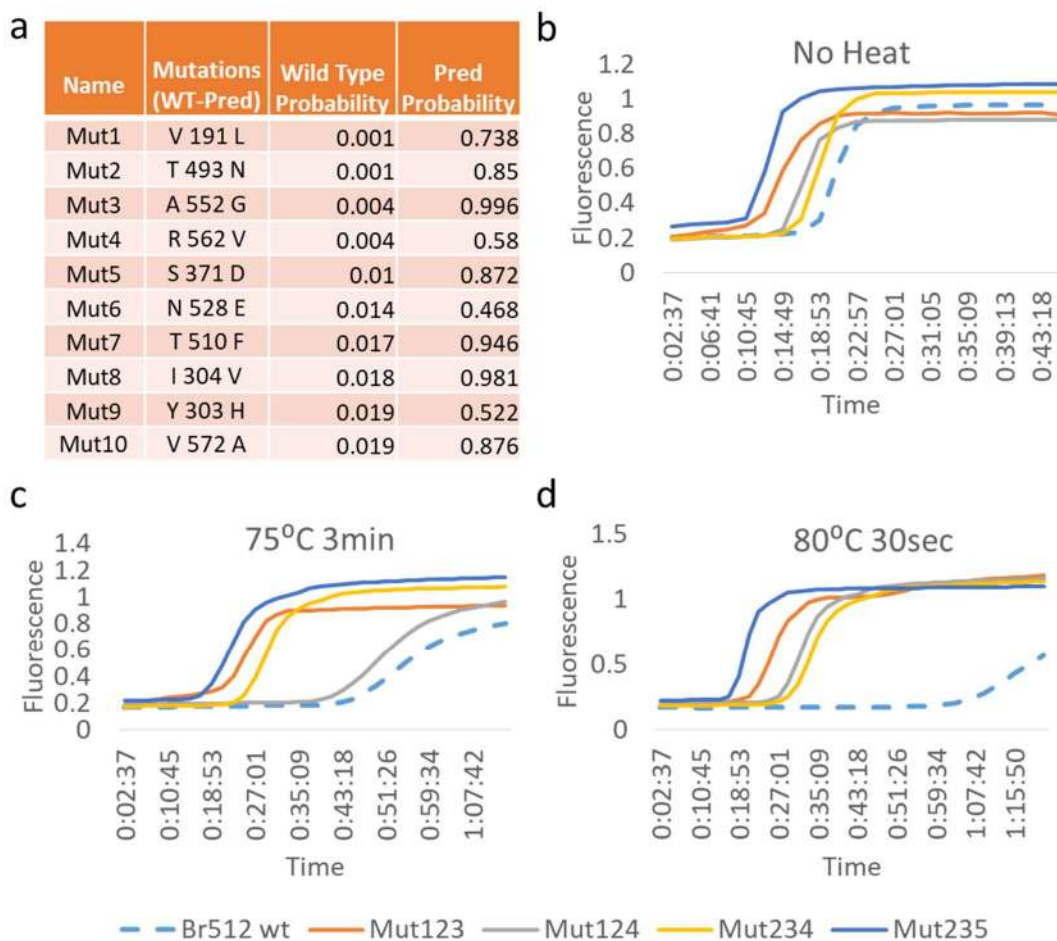 a
Name Mutations (WT-Pred) Wild Type Probability Pred Probability
Mut1 V 191 L 0.001 0.738
Mut2 T 493 N 0.001 0.85
Mut3 A 552 G 0.004 0.996
Mut4 R 562 V 0.004 0.58
Mut5 S 371 D 0.01 0.872
Mut6 N 528 E 0.014 0.468
Mut7 T 510 F 0.017 0.946
Mut8 I 304 V 0.018 0.981
Mut9 Y 303 H 0.019 0.522
Mut10 V 572 A 0.019 0.876
b
No Heat
Fluorescence
1.2
1
0.8
0.6
0.4
0.2
0
0:02:37
0:06:41
0:10:45
0:14:49
0:18:53
0:22:57
0:27:01
0:31:05
0:35:09
0:39:13
0:43:18
Time
c
75⁰C 3min
Fluorescence
1.4
1.2
1
0.8
0.6
0.4
0.2
0
0:02:37
0:10:45
0:18:53
0:27:01
0:35:09
0:43:18
0:51:26
0:59:34
1:07:42
Time
d
80⁰C 30sec
Fluorescence
1.5
1
0.5
0
0:02:37
0:10:45
0:18:53
0:27:01
0:35:09
0:43:18
0:51:26
0:59:34
1:07:42
1:15:50
Time
Br512 wt Mut123 Mut124 Mut234 Mut235